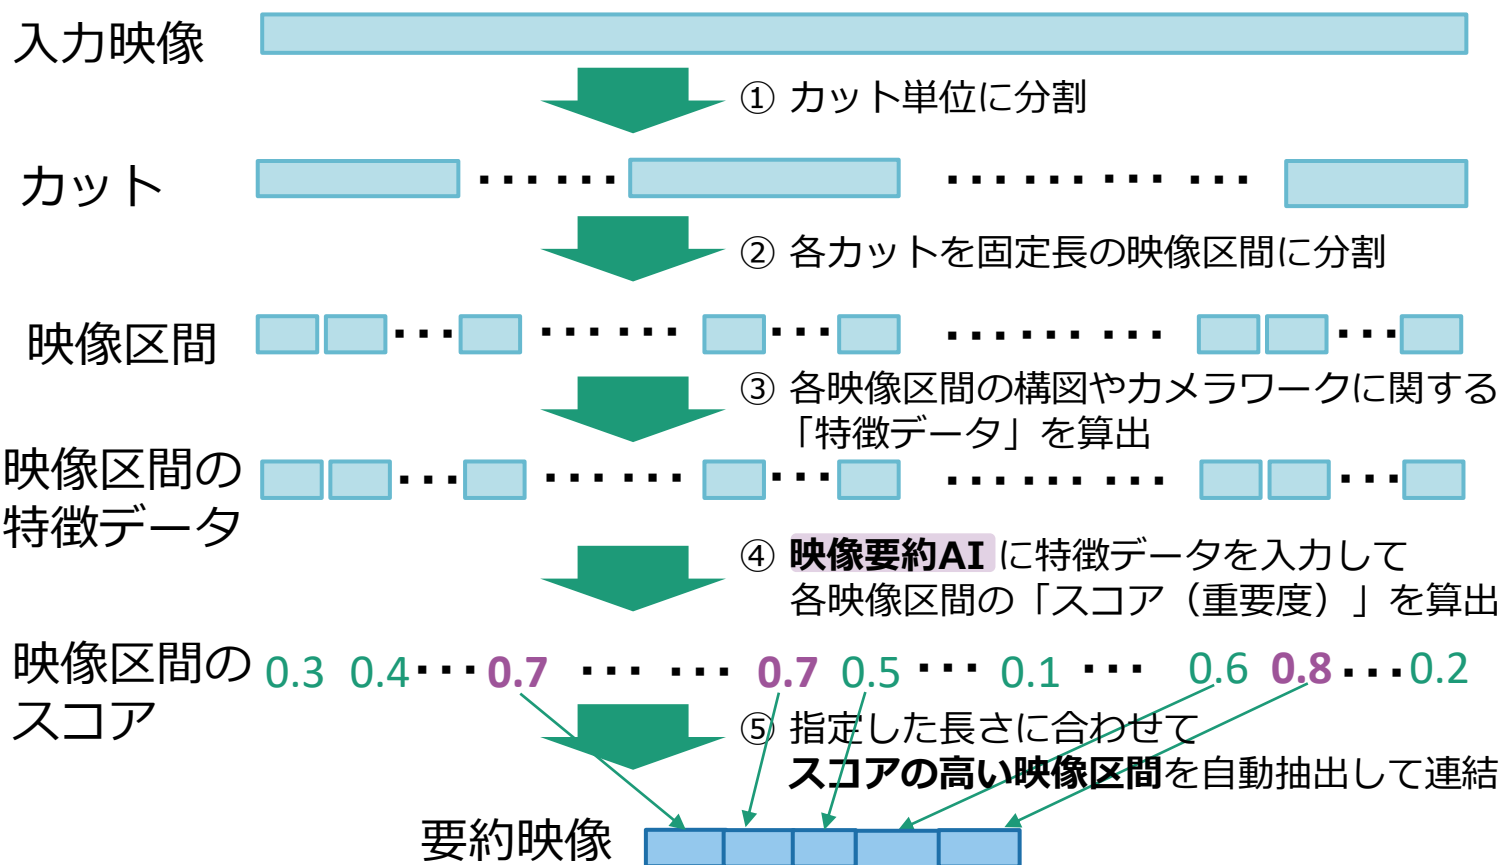 入力映像
① カット単位に分割
カット
② 各カットを固定長の映像区間に分割
映像区間
③ 各映像区間の構図やカメラワークに関する
「特徴データ」を算出
映像区間の
特徴データ
④ 映像要約AIに特徴データを入力して
各映像区間の「スコア（重要度）」を算出
映像区間の
スコア
0.3 0.4 ··· 0.7 ··· ··· 0.7 0.5 ··· 0.1 ··· 0.6 0.8 ··· 0.2
⑤ 指定した長さに合わせて
スコアの高い映像区間を自動抽出して連結
要約映像